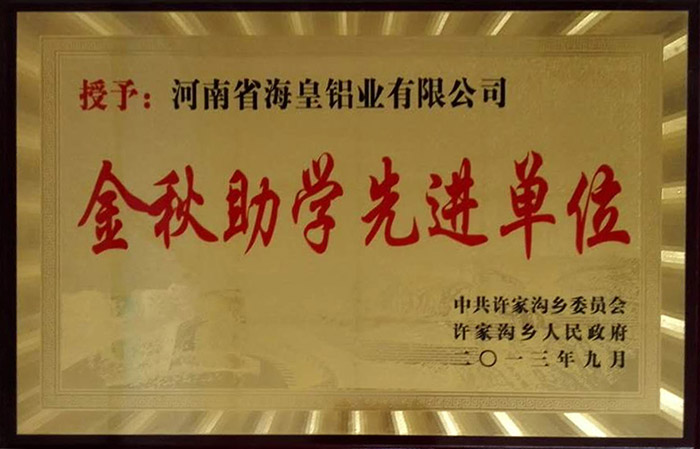 授予：河南省海皇铝业有限公司
金秋助学先进单位
中共许家沟乡委员会
许家沟乡人民政府
二〇一三年九月